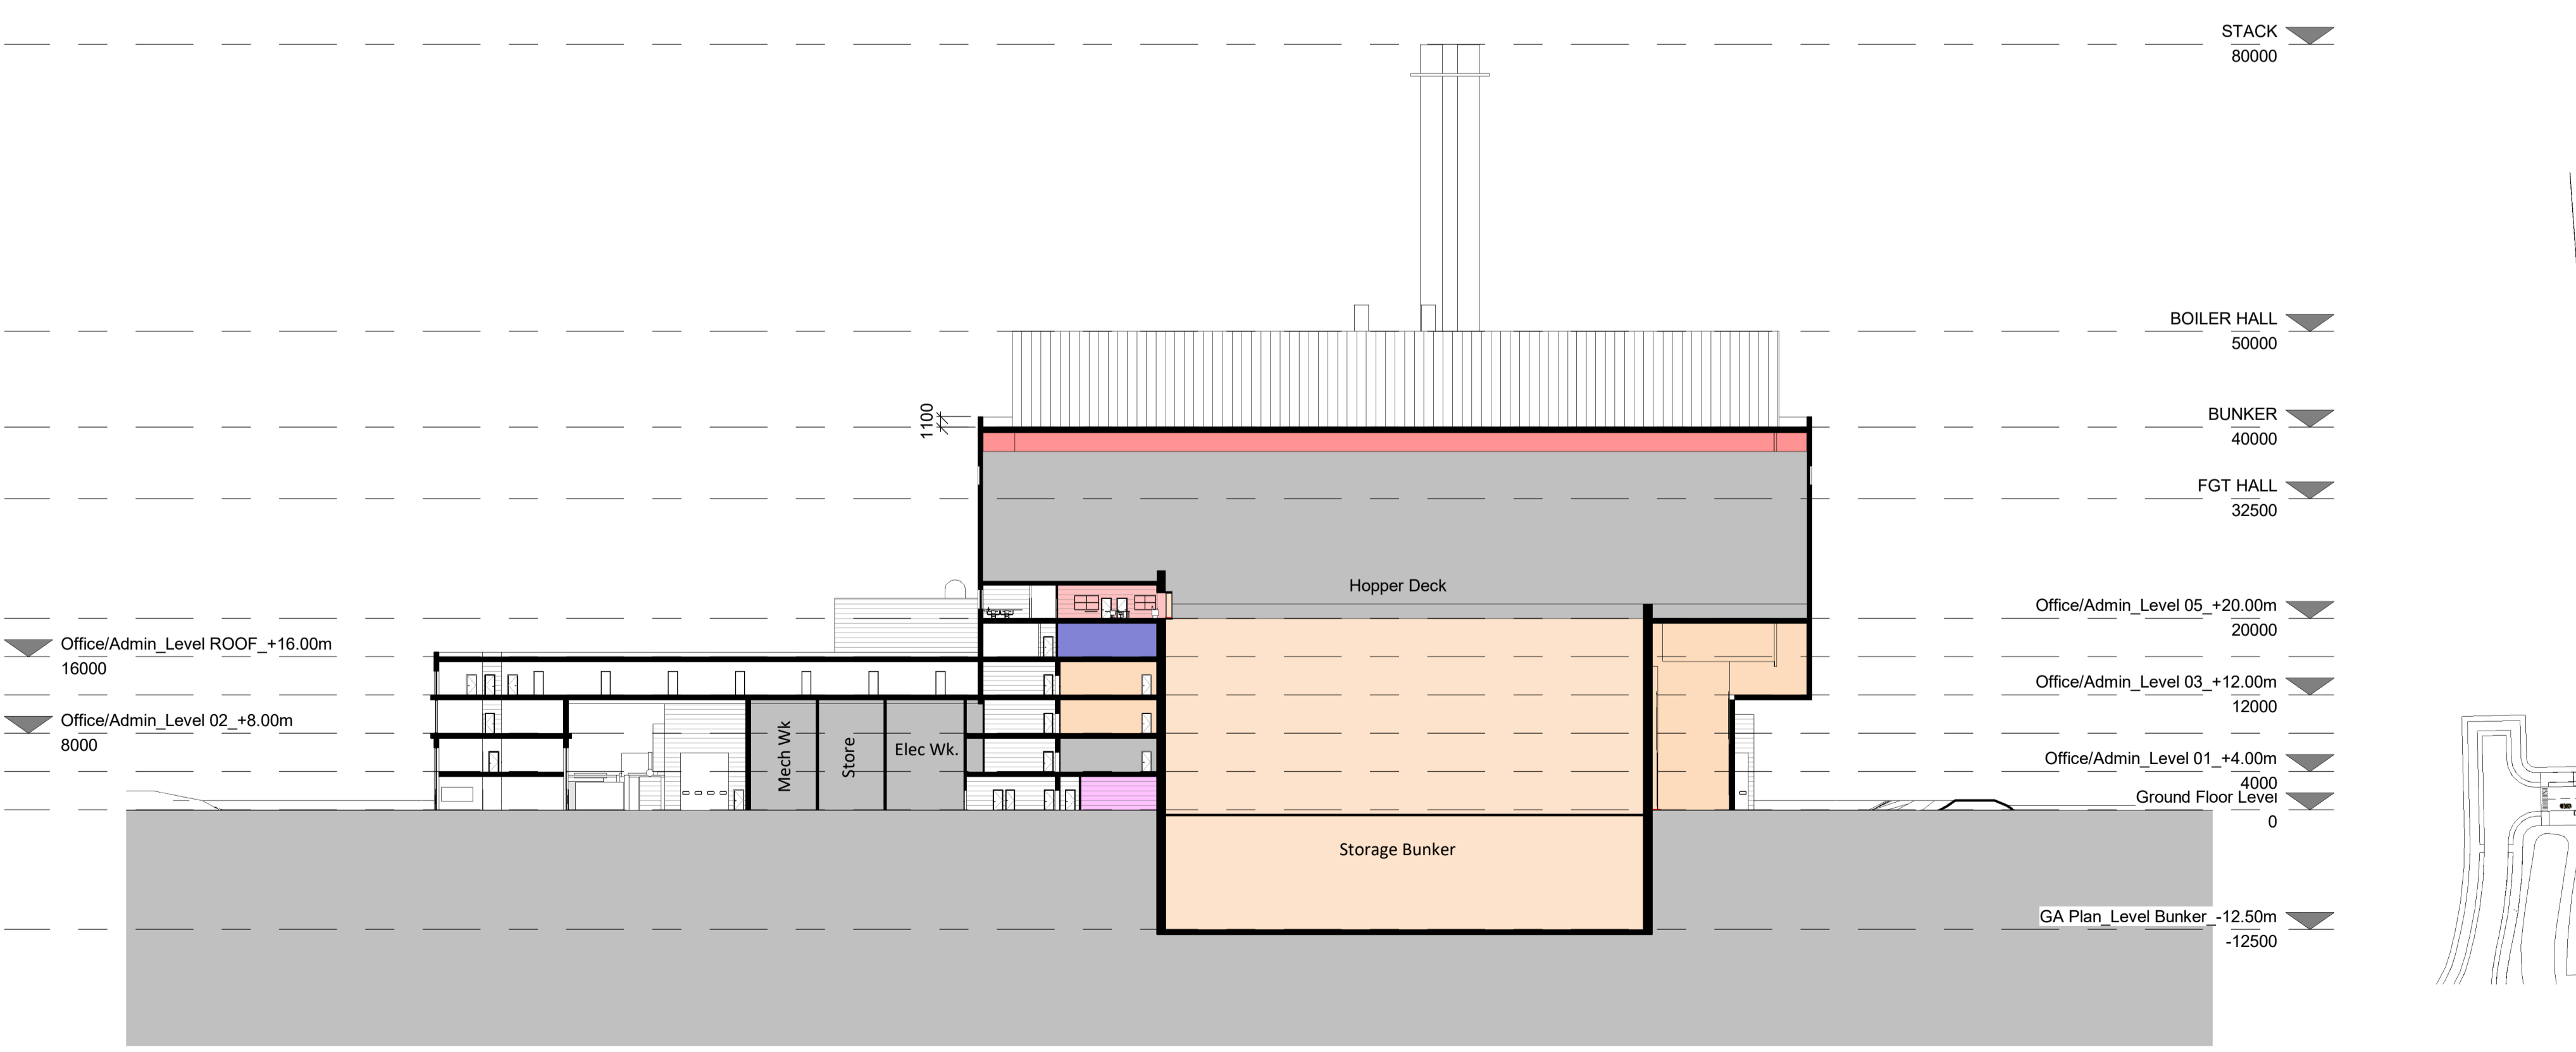 STACK
80000
BOILER HALL
50000
1100
BUNKER
40000
FGT HALL
32500
Hopper Deck
Office/Admin_Level 05_+20.00m
20000
Office/Admin_Level ROOF_+16.00m
16000
Office/Admin_Level 03_+12.00m
12000
Office/Admin_Level 02_+8.00m
8000
Mech Wk
Store
Elec Wk.
Office/Admin_Level 01_+4.00m
4000
Ground Floor Level
0
Storage Bunker
GA Plan_Level Bunker_-12.50m
-12500